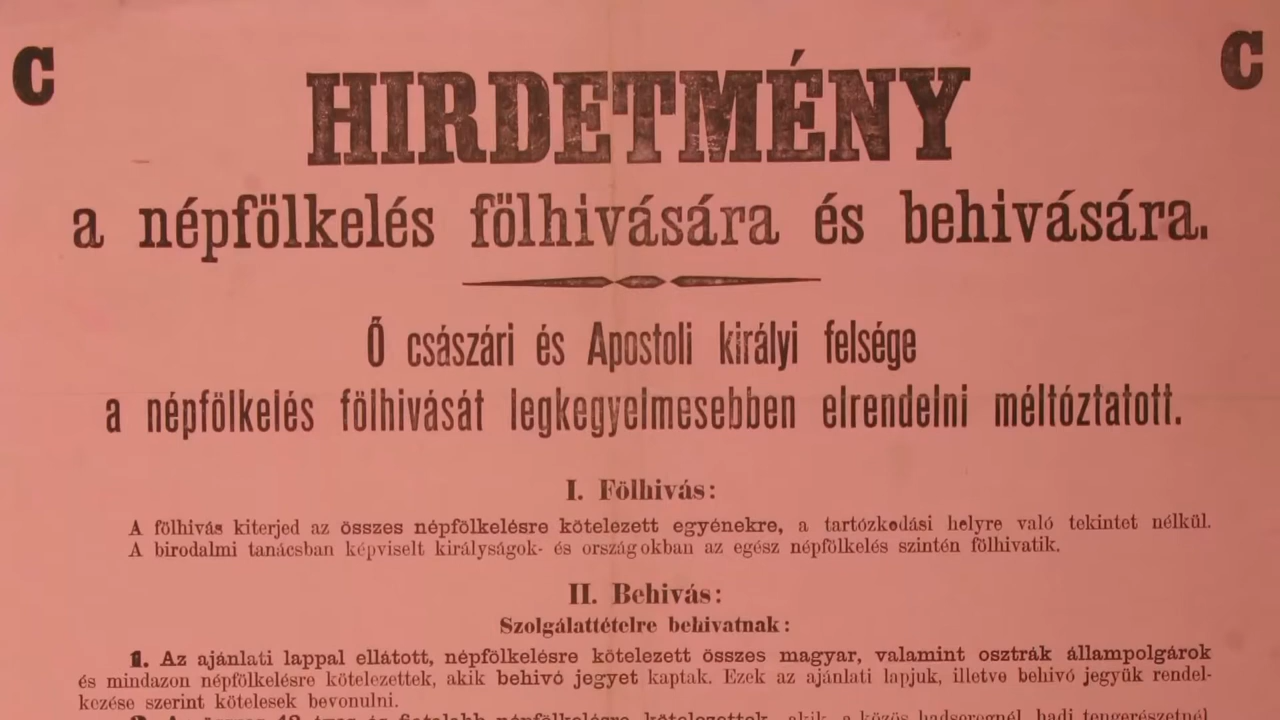 C
C
HIRDETMÉNY
a népfölkelés fölhivására és behivására.
Ő császári és Apostoli királyi felsége
a népfölkelés fölhivását legkegyelmesebben elrendelni méltóztatott.
I. Fölhivás:
A fölhivás kiterjed az összes népfölkelésre kötelezett egyénekre, a tartózkodási helyre való tekintet nélkül.
A birodalmi tanácsban képviselt királyságok- és országokban az egész népfölkelés szintén fölhivatik.
II. Behivás:
Szolgálattételre behivatnak:
1. Az ajánlati lappal ellátott, népfölkelésre kötelezett összes magyar, valamint osztrák állampolgárok
és mindazon népfölkelésre kötelezettek, akik behivó jegyet kaptak. Ezek az ajánlati lapjuk, illetve behivó jegyük rendel-
kezése szerint kötelesek bevonulni.